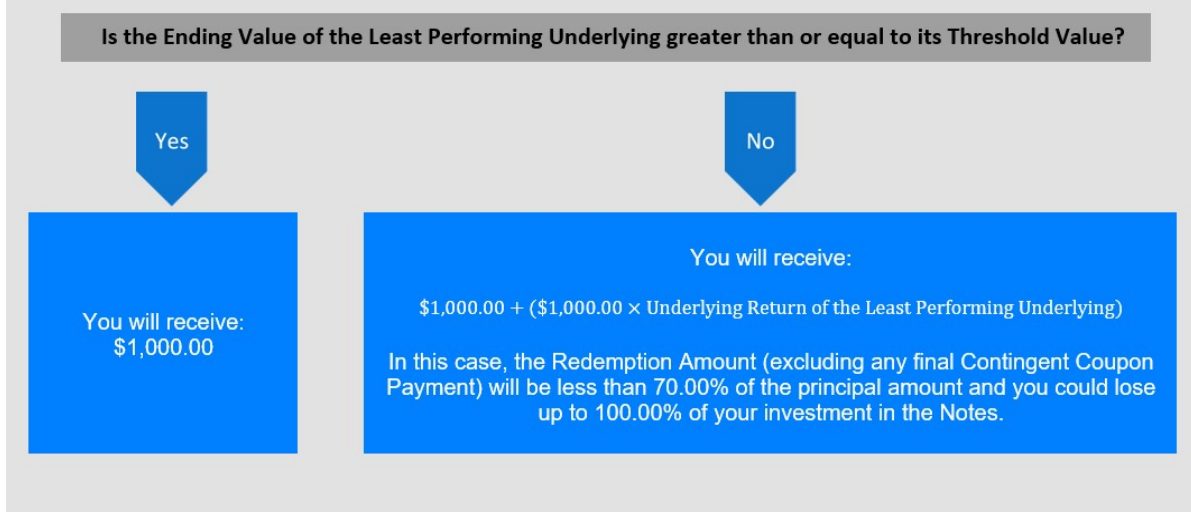 Is the Ending Value of the Least Performing Underlying greater than or equal to its Threshold Value?
Yes
No
You will receive:
$1,000.00
You will receive:
$1,000.00 + ($1,000.00 × Underlying Return of the Least Performing Underlying)
In this case, the Redemption Amount (excluding any final Contingent Coupon
Payment) will be less than 70.00% of the principal amount and you could lose
up to 100.00% of your investment in the Notes.